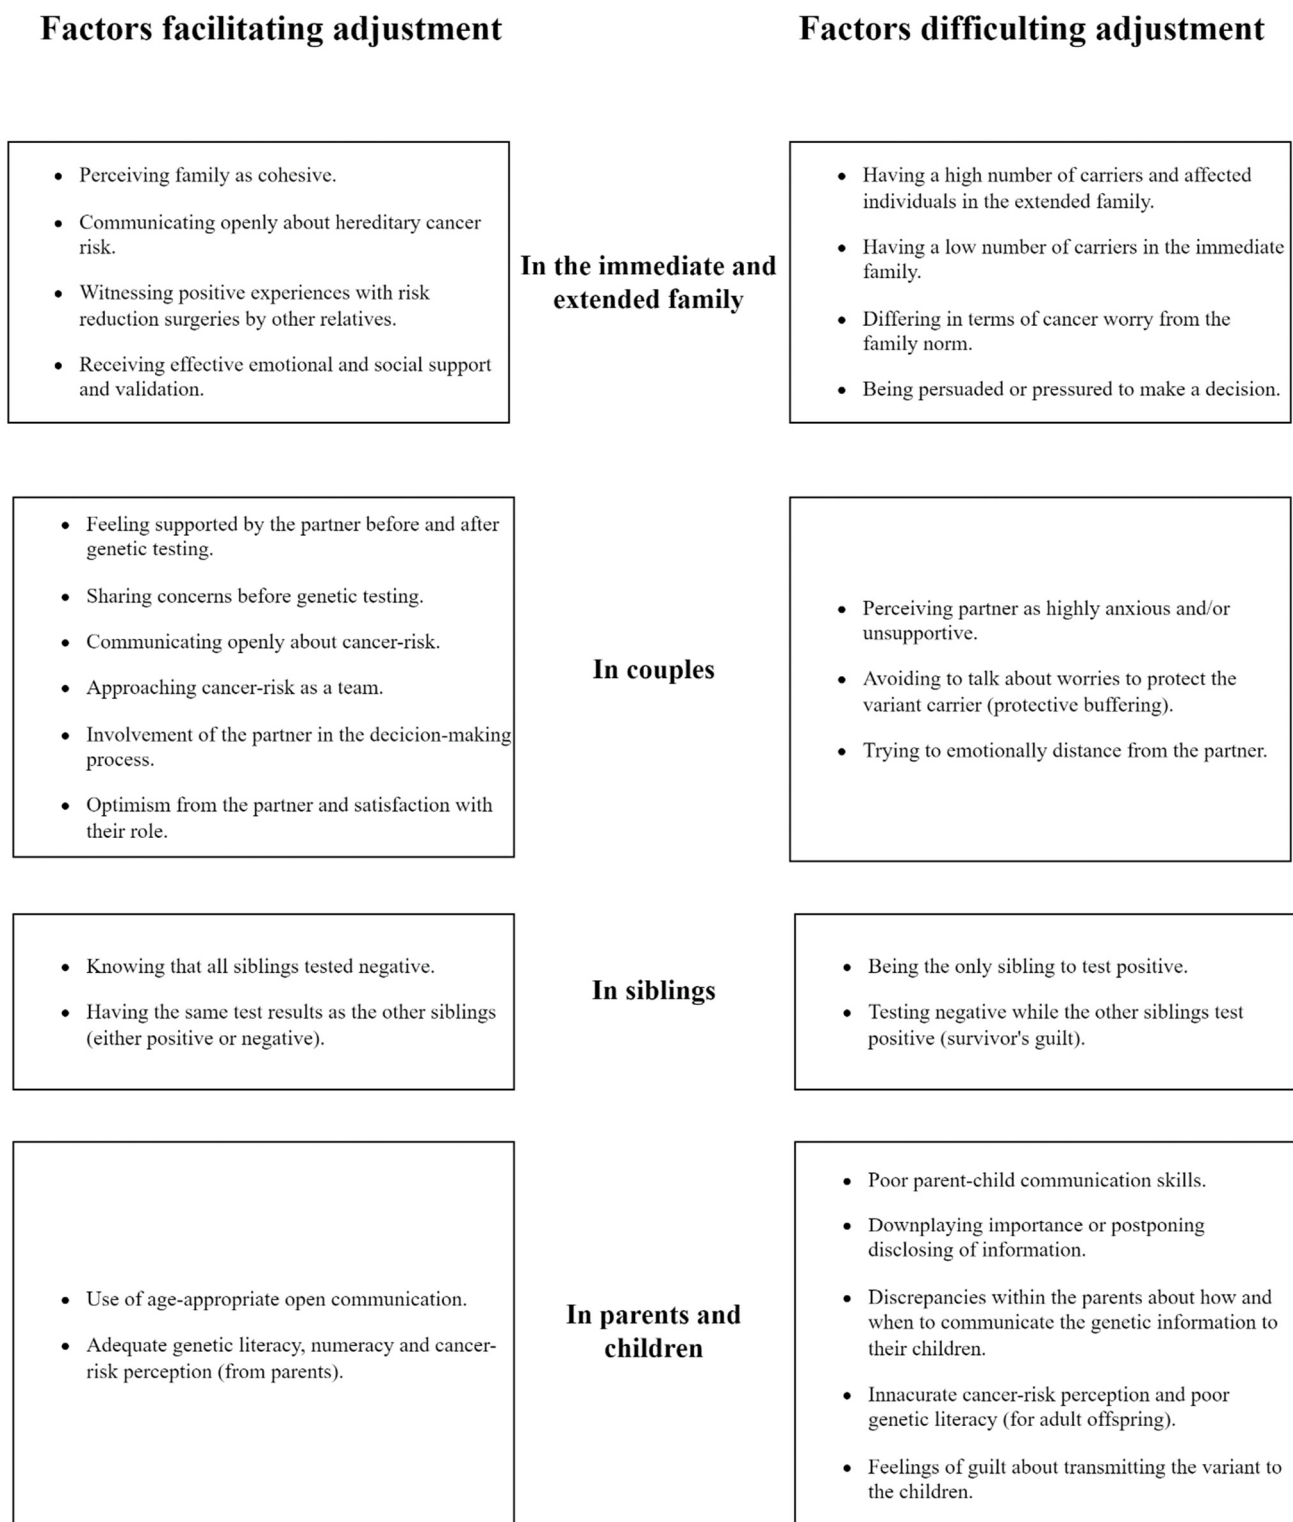 Factors facilitating adjustment
Factors difficulting adjustment
• Perceiving family as cohesive.
• Communicating openly about hereditary cancer
risk.
• Witnessing positive experiences with risk
reduction surgeries by other relatives.
• Receiving effective emotional and social support
and validation.
In the immediate and
extended family
• Having a high number of carriers and affected
individuals in the extended family.
• Having a low number of carriers in the immediate
family.
• Differing in terms of cancer worry from the
family norm.
• Being persuaded or pressured to make a decision.
• Feeling supported by the partner before and after
genetic testing.
• Sharing concerns before genetic testing.
• Communicating openly about cancer-risk.
• Approaching cancer-risk as a team.
• Involvement of the partner in the decicion-making
process.
• Optimism from the partner and satisfaction with
their role.
In couples
• Perceiving partner as highly anxious and/or
unsupportive.
• Avoiding to talk about worries to protect the
variant carrier (protective buffering).
• Trying to emotionally distance from the partner.
• Knowing that all siblings tested negative.
• Having the same test results as the other siblings
(either positive or negative).
In siblings
• Being the only sibling to test positive.
• Testing negative while the other siblings test
positive (survivor's guilt).
• Use of age-appropriate open communication.
• Adequate genetic literacy, numeracy and cancer-
risk perception (from parents).
In parents and
children
• Poor parent-child communication skills.
• Downplaying importance or postponing
disclosing of information.
• Discrepancies within the parents about how and
when to communicate the genetic information to
their children.
• Innacurate cancer-risk perception and poor
genetic literacy (for adult offspring).
• Feelings of guilt about transmitting the variant to
the children.